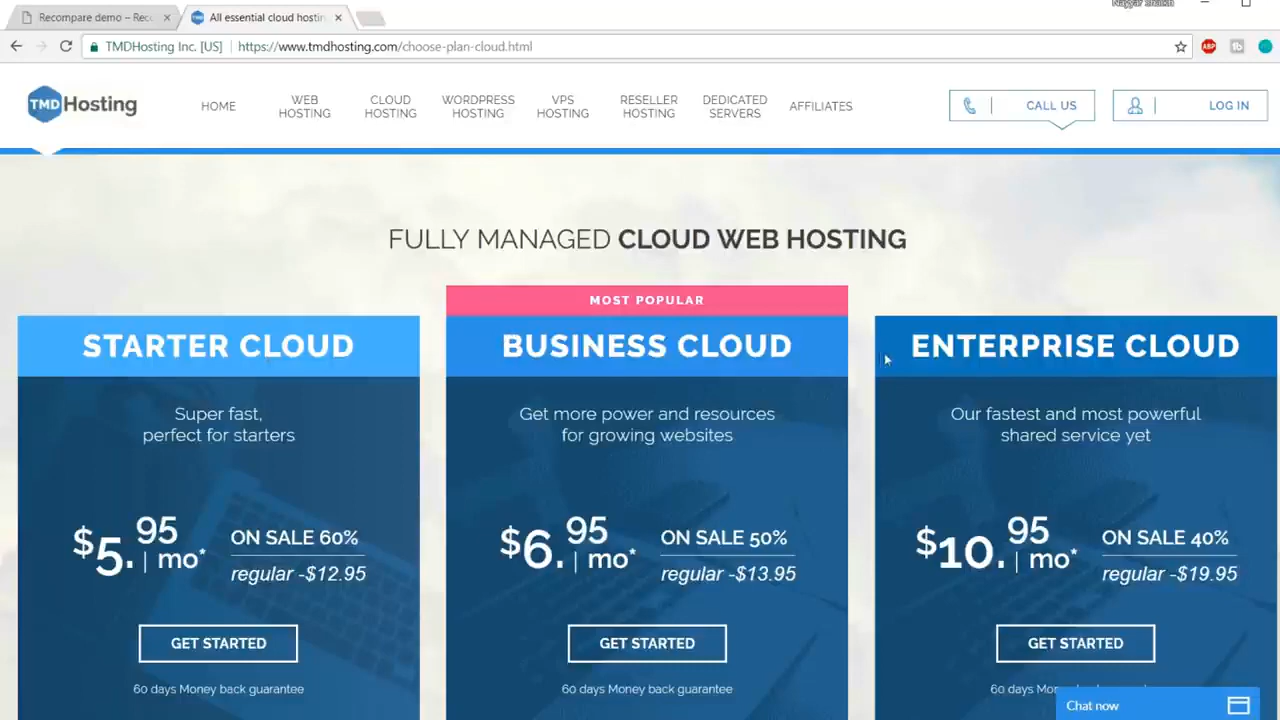 Recompare demo – Rec
All essential cloud hostin
TMDHosting Inc. [US]
https://www.tmdhosting.com/choose-plan-cloud.html
ABP
TMD Hosting
HOME
WEB
HOSTING
CLOUD
HOSTING
WORDPRESS
HOSTING
VPS
HOSTING
RESELLER
HOSTING
DEDICATED
SERVERS
AFFILIATES
CALL US
LOG IN
FULLY MANAGED CLOUD WEB HOSTING
STARTER CLOUD
Super fast,
perfect for starters
$5.95 | mo*
ON SALE 60%
regular -$12.95
GET STARTED
60 days Money back guarantee
MOST POPULAR
BUSINESS CLOUD
Get more power and resources
for growing websites
$6.95 | mo*
ON SALE 50%
regular -$13.95
GET STARTED
60 days Money back guarantee
ENTERPRISE CLOUD
Our fastest and most powerful
shared service yet
$10.95 | mo*
ON SALE 40%
regular -$19.95
GET STARTED
60 days Mo
Chat now